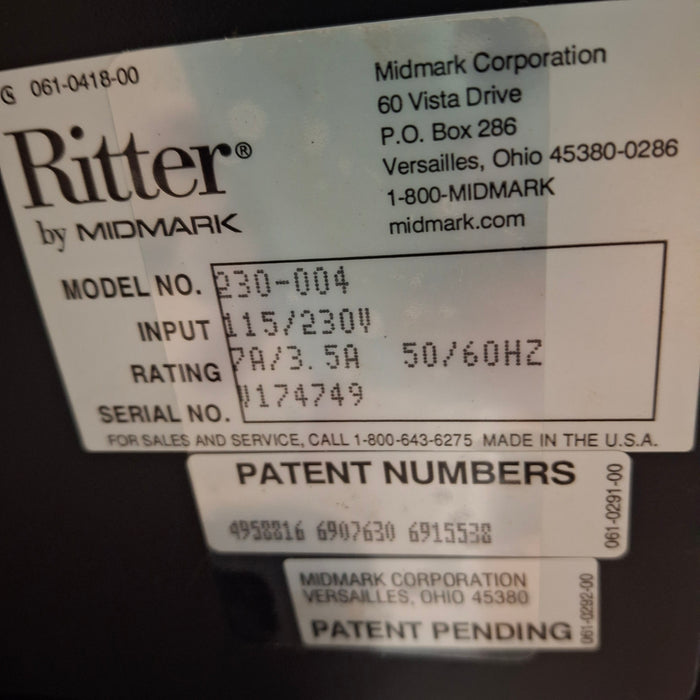 061-0418-00
Ritter®
by MIDMARK
Midmark Corporation
60 Vista Drive
P.O. Box 286
Versailles, Ohio 45380-0286
1-800-MIDMARK
midmark.com
MODEL NO. 230-004
INPUT 115/230V
RATING 7A/3.5A 50/60HZ
SERIAL NO. V174749
FOR SALES AND SERVICE, CALL 1-800-643-6275 MADE IN THE U.S.A.
PATENT NUMBERS
4958816 6907630 6915538
061-0291-00
MIDMARK CORPORATION
VERSAILLES, OHIO 45380
PATENT PENDING
061-0292-00